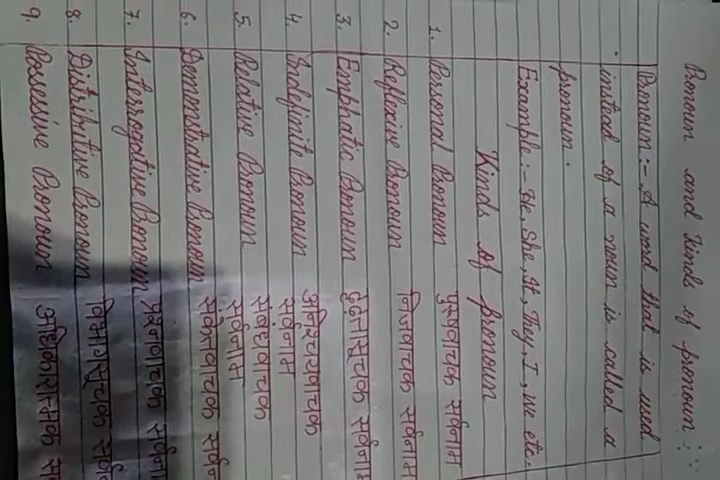 Pronoun and Kinds of pronoun :
Pronoun :- A word that is used
insted of a noun is called a
pronoun.
Example :- He, She, It, They, I, we etc.
Kinds of pronoun
1. Personal Pronoun पुरुषवाचक सर्वनाम
2. Reflexive Pronoun निजवाचक सर्वनाम
3. Emphatic Pronoun दृढ़तासूचक सर्वनाम
4. Indefinite Pronoun अनिश्चयवाचक
सर्वनाम
5. Relative Pronoun संबंधवाचक
सर्वनाम
6. Demonstrative Pronoun संकेतवाचक
7. Interrogative Pronoun प्रश्नवाचक
8. Distributive Pronoun विभागसूचक
9. Possessive Pronoun